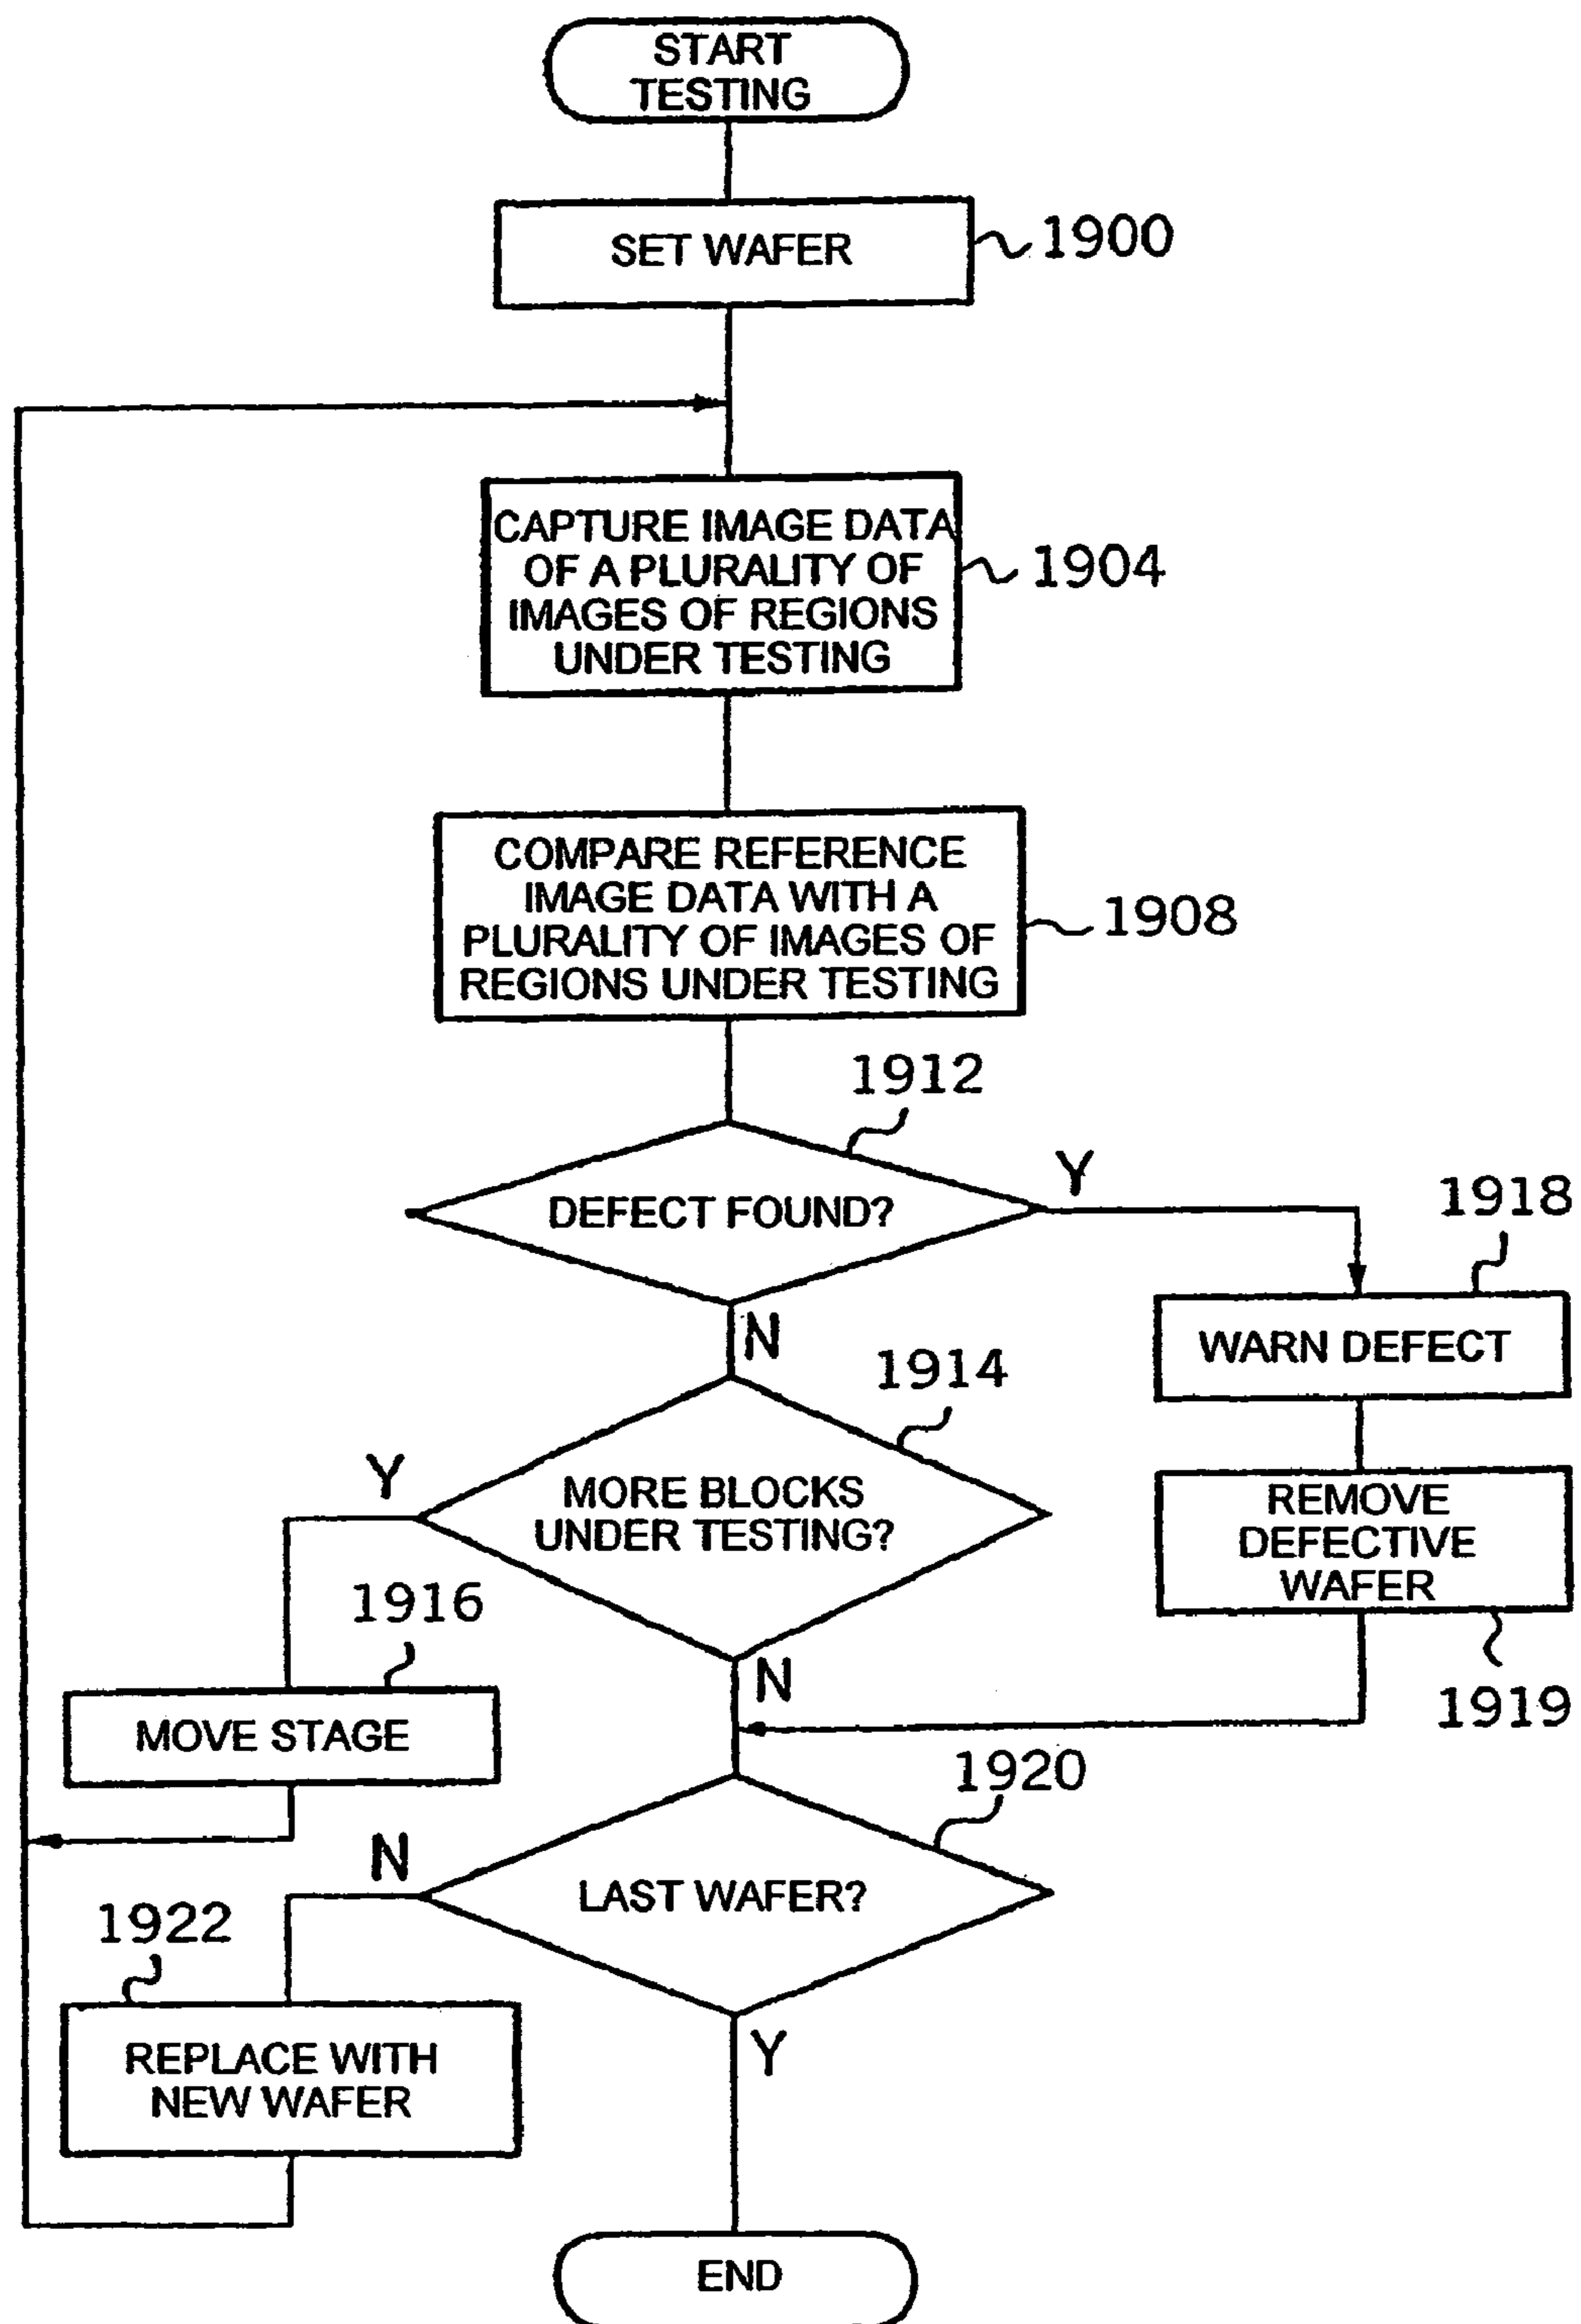 START
TESTING
SET WAFER
1900
CAPTURE IMAGE DATA
OF A PLURALITY OF
IMAGES OF REGIONS
UNDER TESTING
1904
COMPARE REFERENCE
IMAGE DATA WITH A
PLURALITY OF IMAGES OF
REGIONS UNDER TESTING
1908
1912
DEFECT FOUND?
Y
N
1918
WARN DEFECT
1914
MORE BLOCKS
UNDER TESTING?
Y
N
REMOVE
DEFECTIVE
WAFER
1919
1916
MOVE STAGE
1920
LAST WAFER?
N
Y
1922
REPLACE WITH
NEW WAFER
END